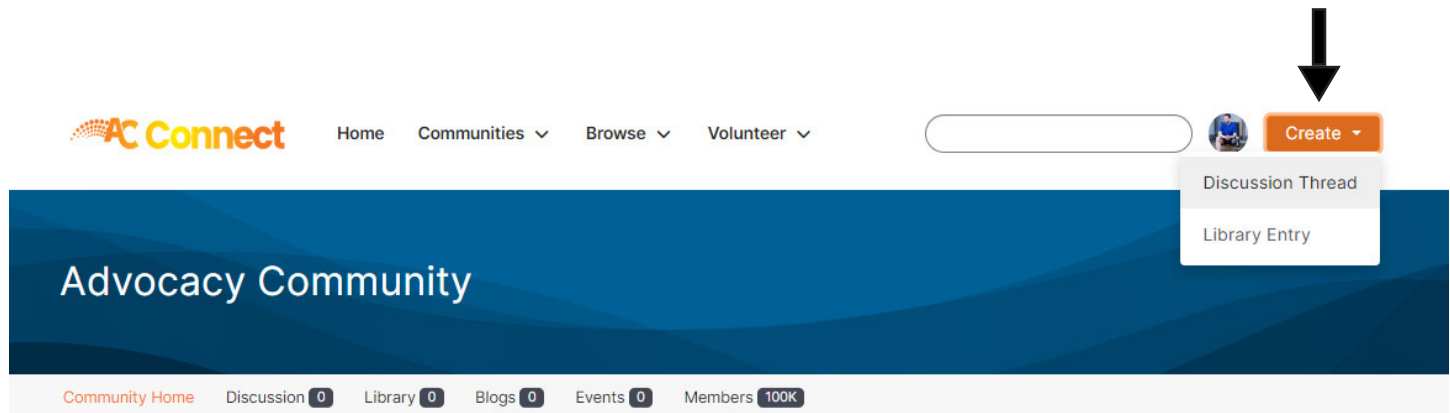 AC Connect Home Communities Browse Volunteer Create
Discussion Thread
Library Entry
Advocacy Community
Community Home Discussion 0 Library 0 Blogs 0 Events 0 Members 100K